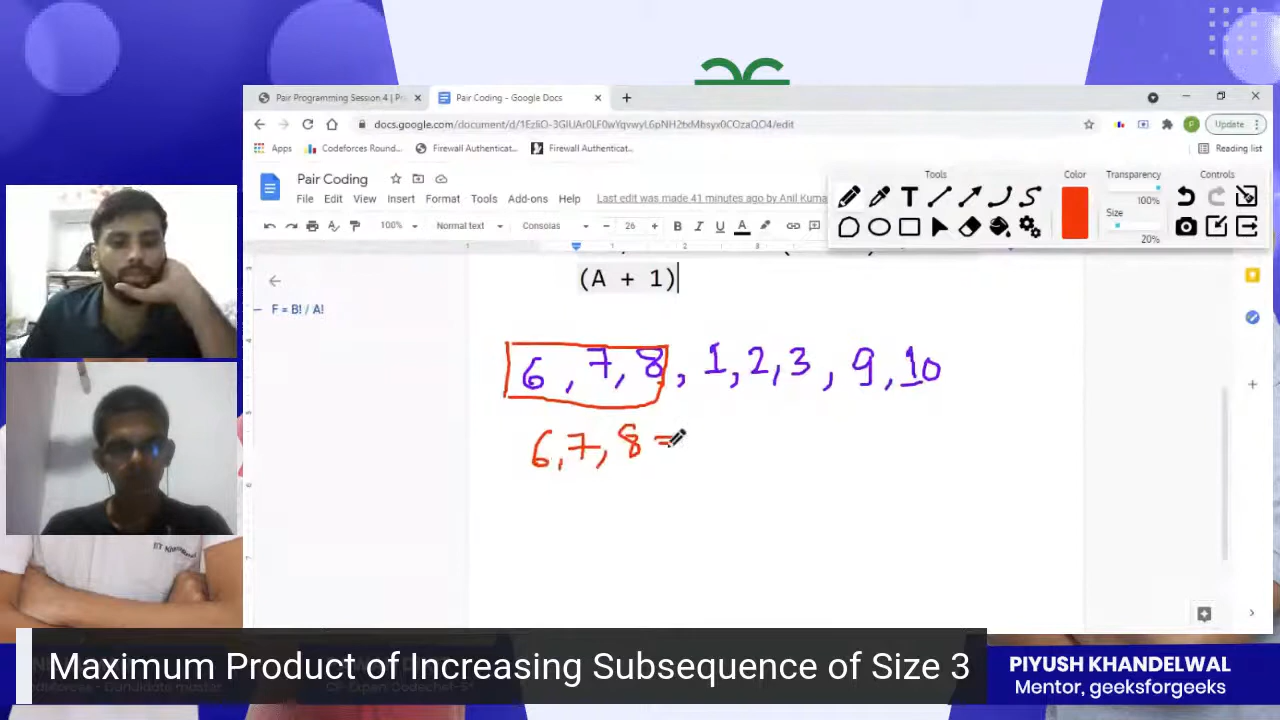 Pair Programming Session 4 | P
Pair Coding - Google Docs
docs.google.com/document/d/1EzliO-3GIUAr0LF0wYqvwyL6pNH2txMbsyx0COzaQO4/edit
P
Update
Apps
Codeforces Round...
Firewall Authenticat...
Firewall Authenticat...
Reading list
Pair Coding
File Edit View Insert Format Tools Add-ons Help
Last edit was made 41 minutes ago by Anil Kuma
100%
Normal text
Consolas
26
B I U A
Tools
Color
Transparency
Controls
100%
Size
20%
T
1 2 3
(A + 1)
F = B! / A!
6, 7, 8, 1, 2, 3, 9, 10
6, 7, 8 =
Maximum Product of Increasing Subsequence of Size 3
PIYUSH KHANDELWAL
Mentor, geeksforgeeks